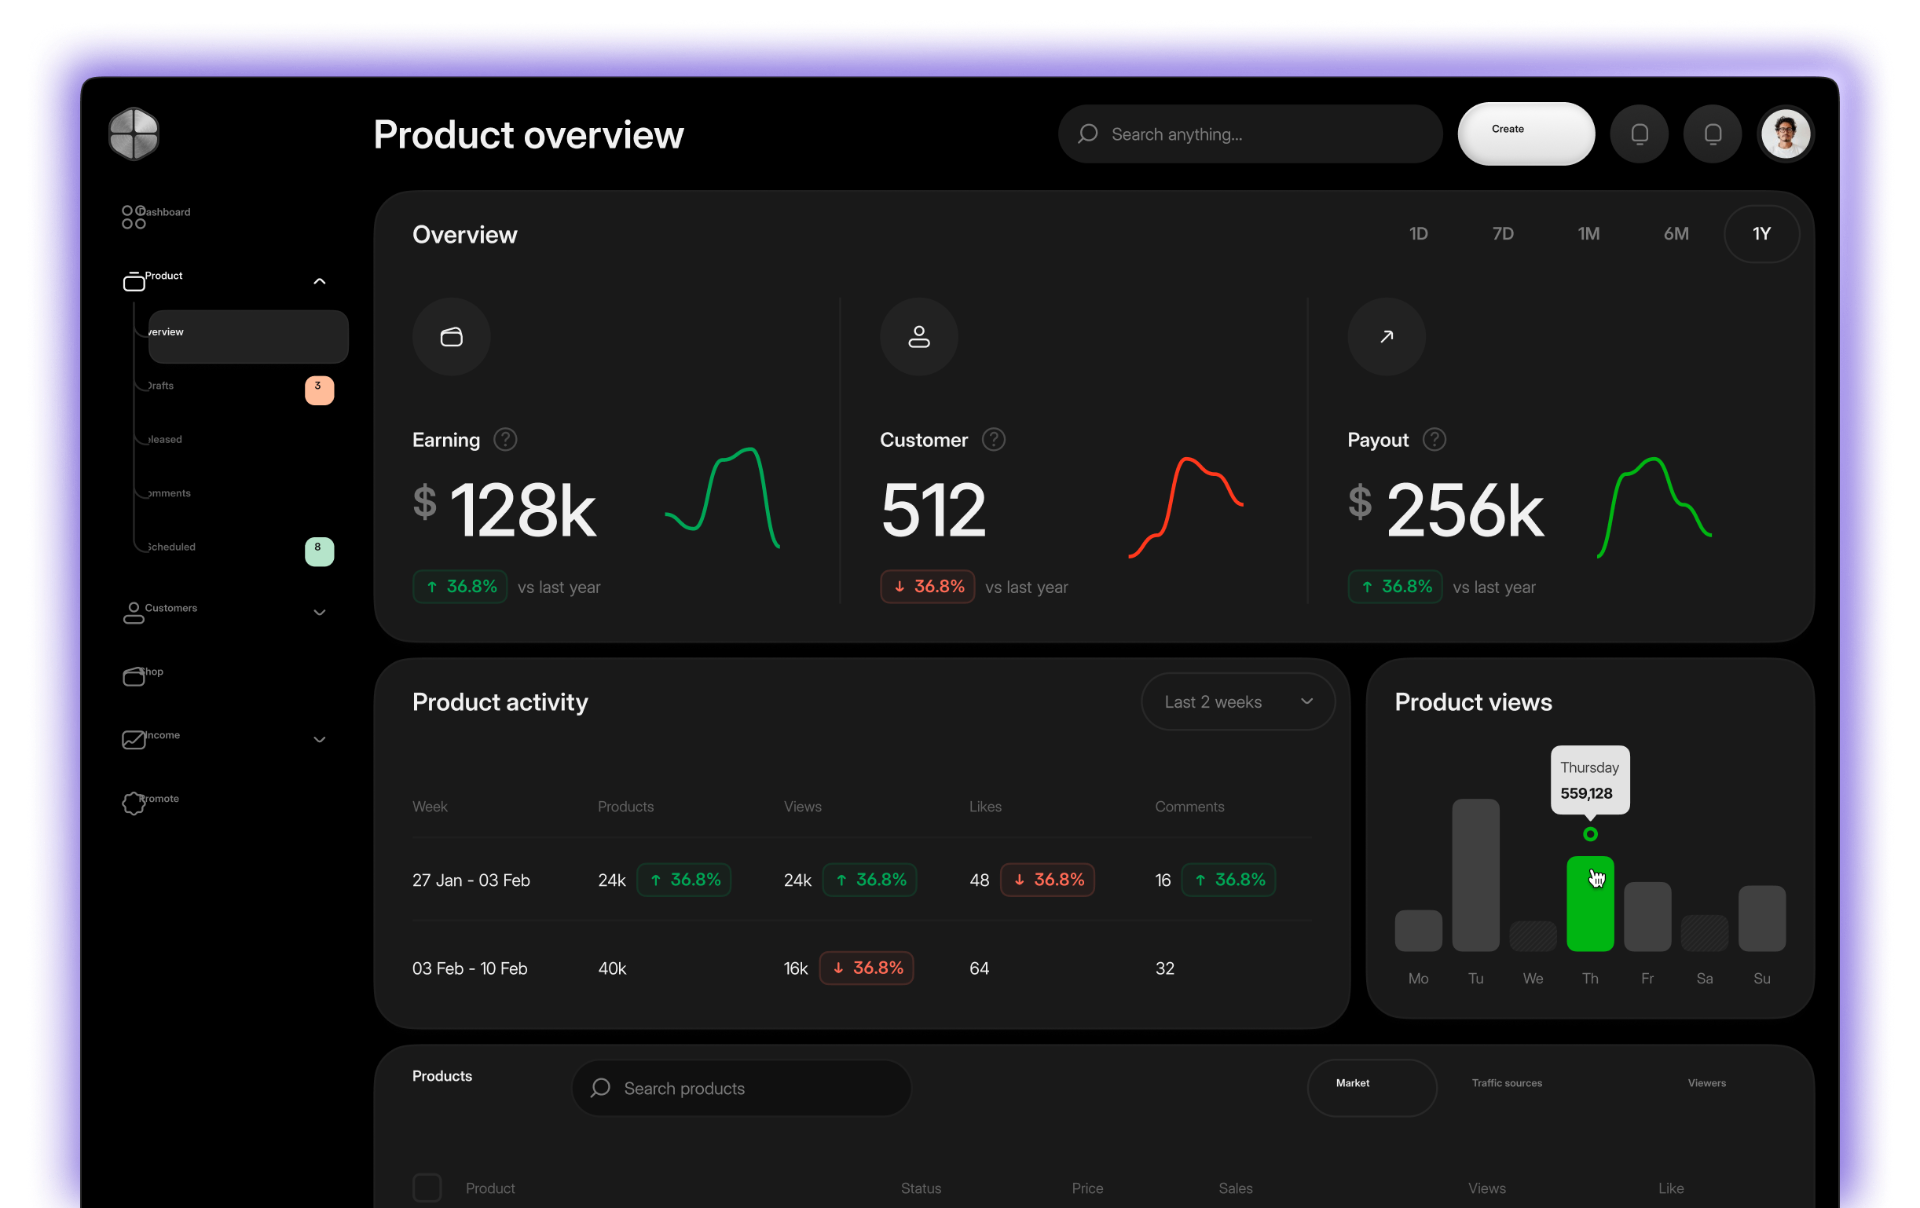 Product overview
Search anything...
Create
Dashboard
Product
verview
Drafts
3
leased
omments
Scheduled
8
Customers
Shop
Income
Promote
Overview
1D 7D 1M 6M 1Y
Earning ?
$ 128k
↑ 36.8% vs last year
Customer ?
512
↓ 36.8% vs last year
Payout ?
$ 256k
↑ 36.8% vs last year
Product activity
Last 2 weeks
Week Products Views Likes Comments
27 Jan - 03 Feb 24k ↑ 36.8% 24k ↑ 36.8% 48 ↓ 36.8% 16 ↑ 36.8%
03 Feb - 10 Feb 40k 16k ↓ 36.8% 64 32
Product views
Thursday
559,128
Mo Tu We Th Fr Sa Su
Products
Search products
Market Traffic sources Viewers
Product Status Price Sales Views Like